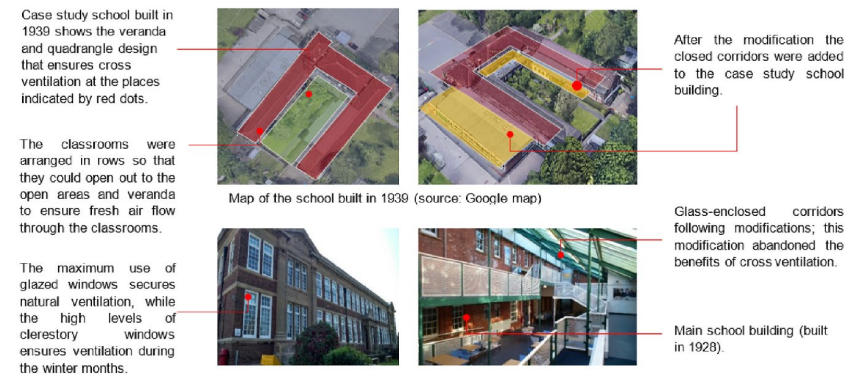 Case study school built in
1939 shows the veranda
and quadrangle design
that ensures cross
ventilation at the places
indicated by red dots.
The classrooms were
arranged in rows so that
they could open out to the
open areas and veranda
to ensure fresh air flow
through the classrooms.
The maximum use of
glazed windows secures
natural ventilation, while
the high levels of
clerestory windows
ensures ventilation during
the winter months.
Map of the school built in 1939 (source: Google map)
After the modification the
closed corridors were added
to the case study school
building.
Glass-enclosed corridors
following modifications; this
modification abandoned the
benefits of cross ventilation.
Main school building (built
in 1928).